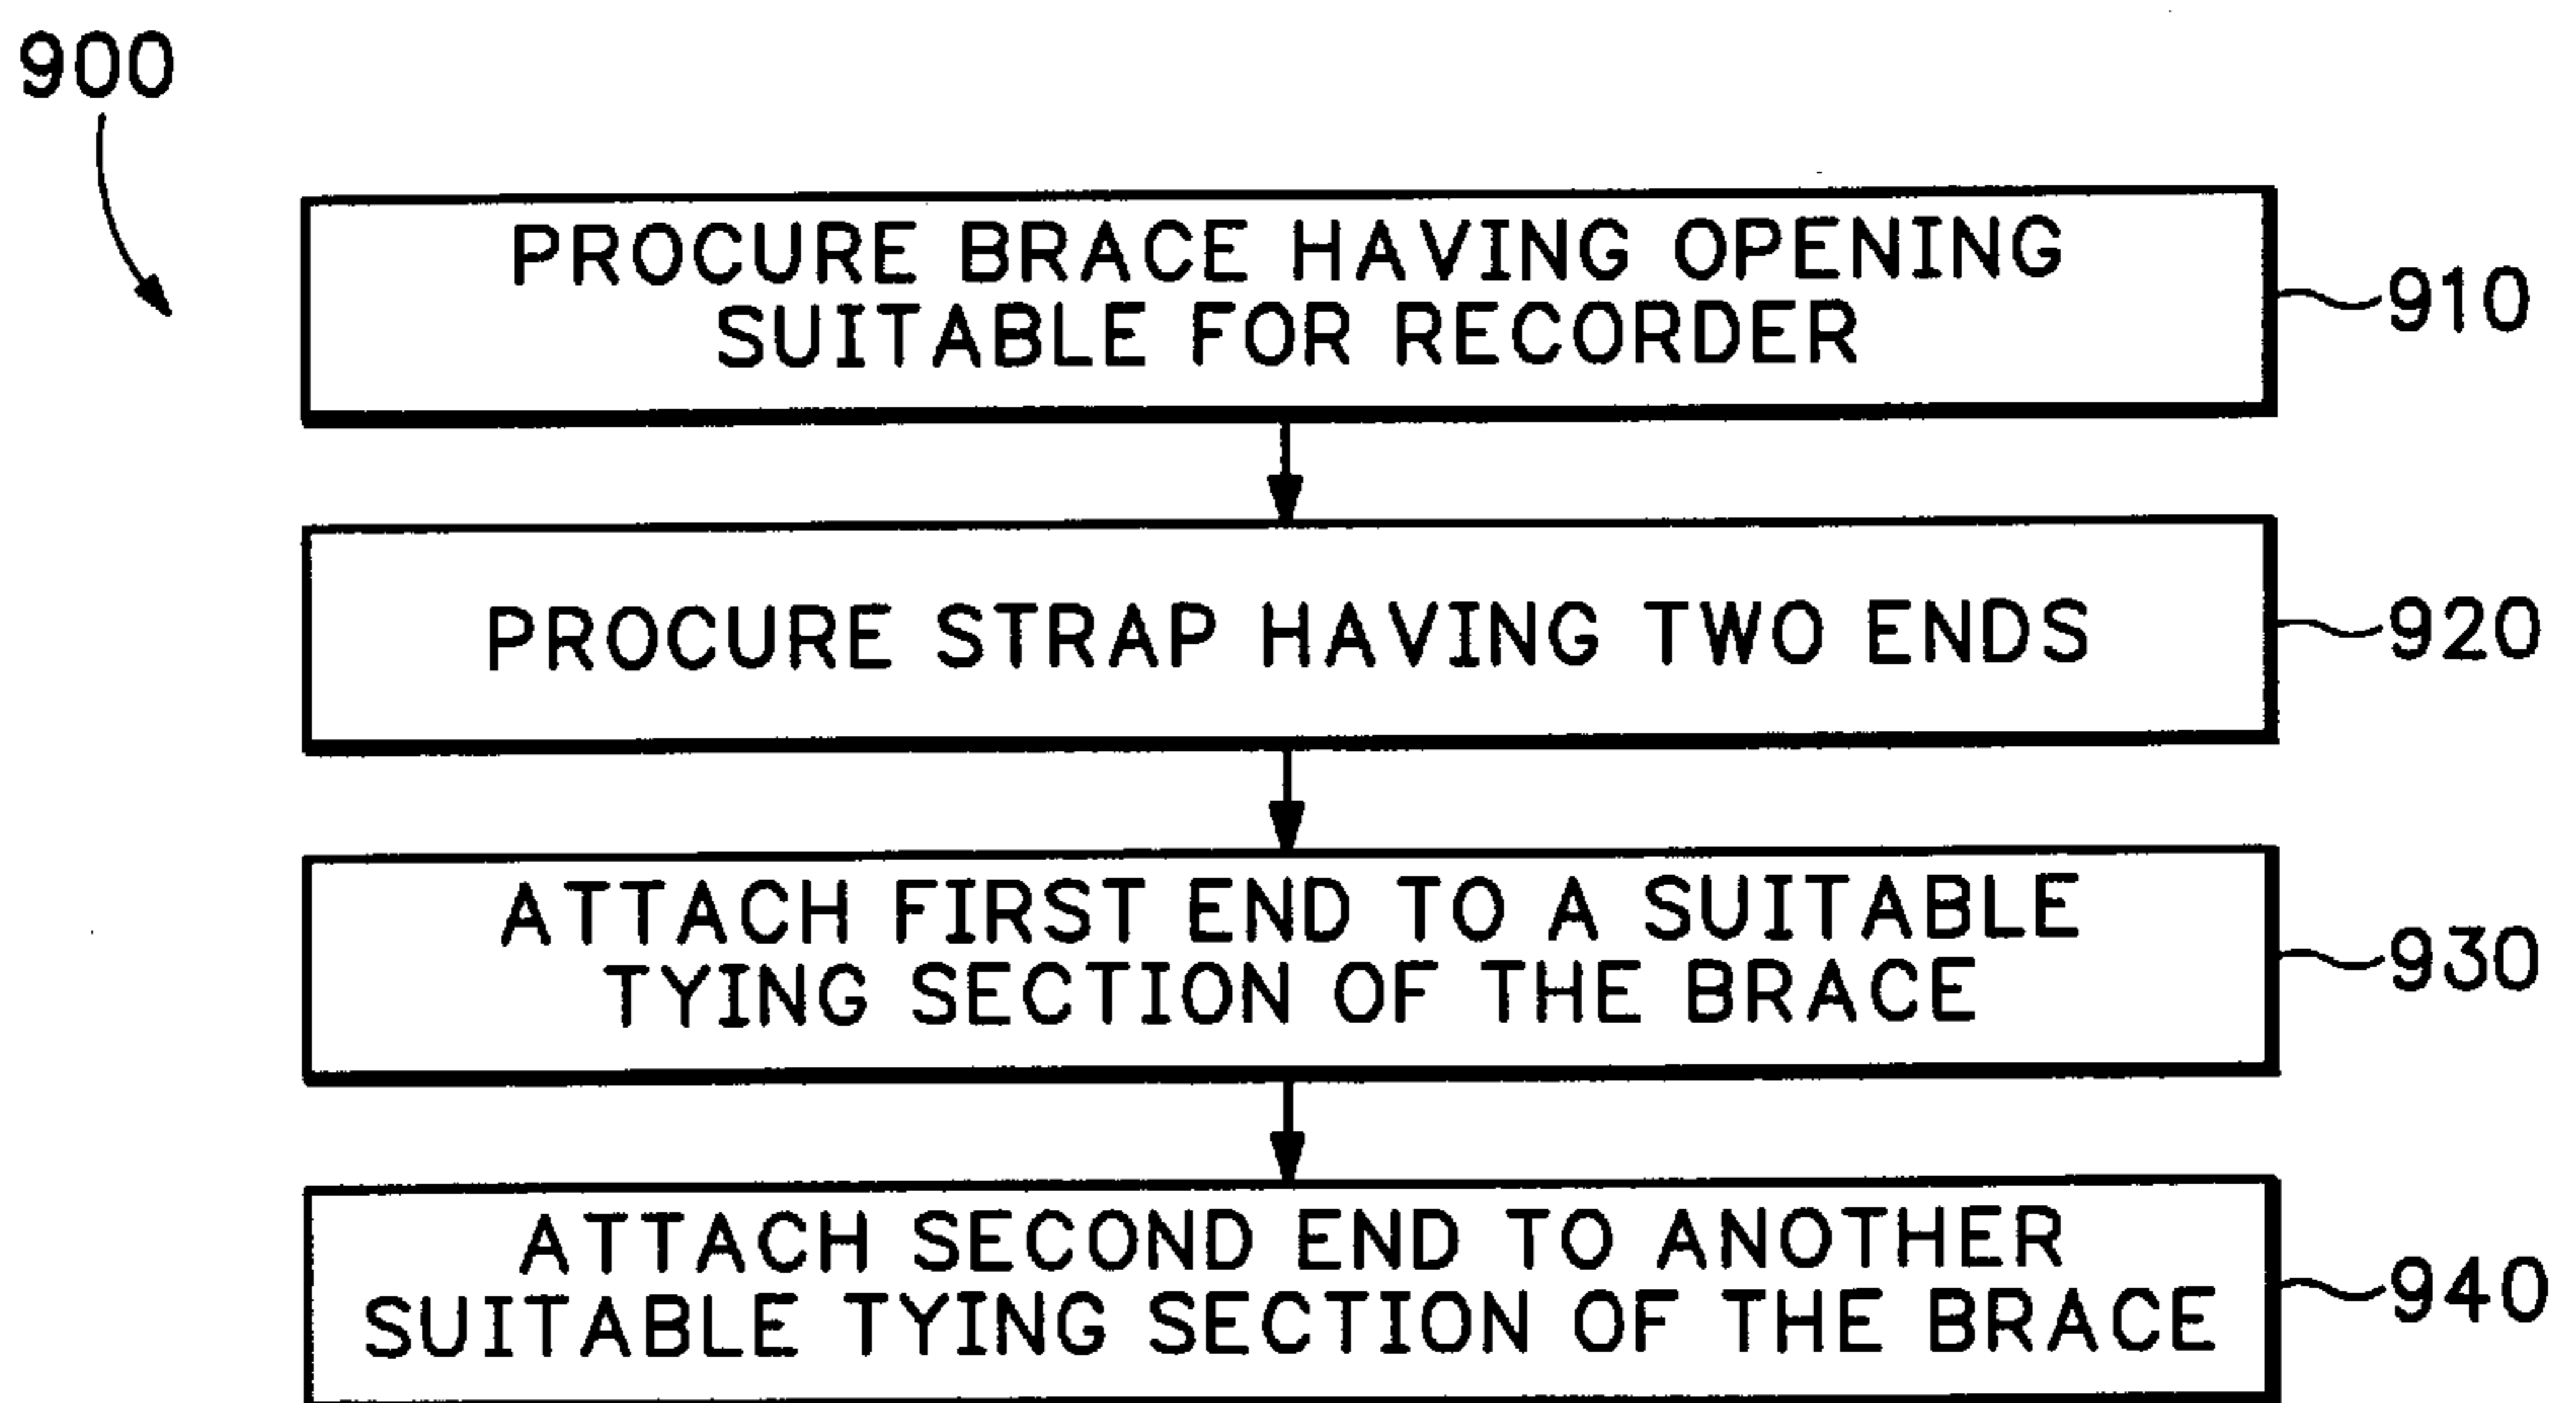 900
PROCURE BRACE HAVING OPENING
SUITABLE FOR RECORDER
910
PROCURE STRAP HAVING TWO ENDS
920
ATTACH FIRST END TO A SUITABLE
TYING SECTION OF THE BRACE
930
ATTACH SECOND END TO ANOTHER
SUITABLE TYING SECTION OF THE BRACE
940